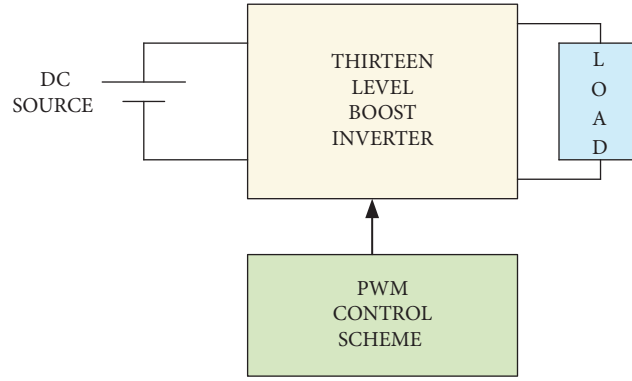 DC
SOURCE
THIRTEEN
LEVEL
BOOST
INVERTER
L
O
A
D
PWM
CONTROL
SCHEME